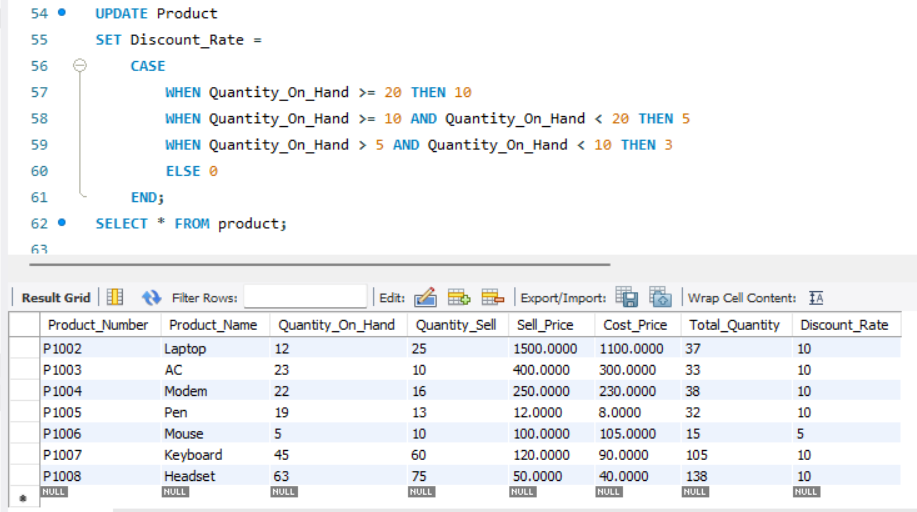 54 UPDATE Product
55 SET Discount_Rate =
56 CASE
57 WHEN Quantity_On_Hand >= 20 THEN 10
58 WHEN Quantity_On_Hand >= 10 AND Quantity_On_Hand < 20 THEN 5
59 WHEN Quantity_On_Hand > 5 AND Quantity_On_Hand < 10 THEN 3
60 ELSE 0
61 END;
62 SELECT * FROM product;
63
Result Grid Filter Rows: Edit: Export/Import: Wrap Cell Content: IA
Product_Number Product_Name Quantity_On_Hand Quantity_Sell Sell_Price Cost_Price Total_Quantity Discount_Rate
P1002 Laptop 12 25 1500.0000 1100.0000 37 10
P1003 AC 23 10 400.0000 300.0000 33 10
P1004 Modem 22 16 250.0000 230.0000 38 10
P1005 Pen 19 13 12.0000 8.0000 32 10
P1006 Mouse 5 10 100.0000 105.0000 15 5
P1007 Keyboard 45 60 120.0000 90.0000 105 10
P1008 Headset 63 75 50.0000 40.0000 138 10
NULL NULL NULL NULL NULL NULL NULL NULL